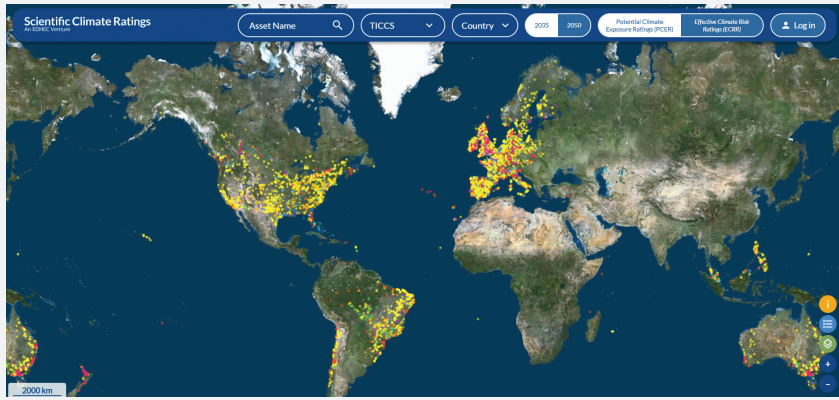 Scientific Climate Ratings
An EDHEC Venture
Asset Name
TICCS
Country
2035
2050
Potential Climate
Exposure Ratings (PCER)
Effective Climate Risk
Ratings (ECRR)
Log in
i
+
-
2000 km